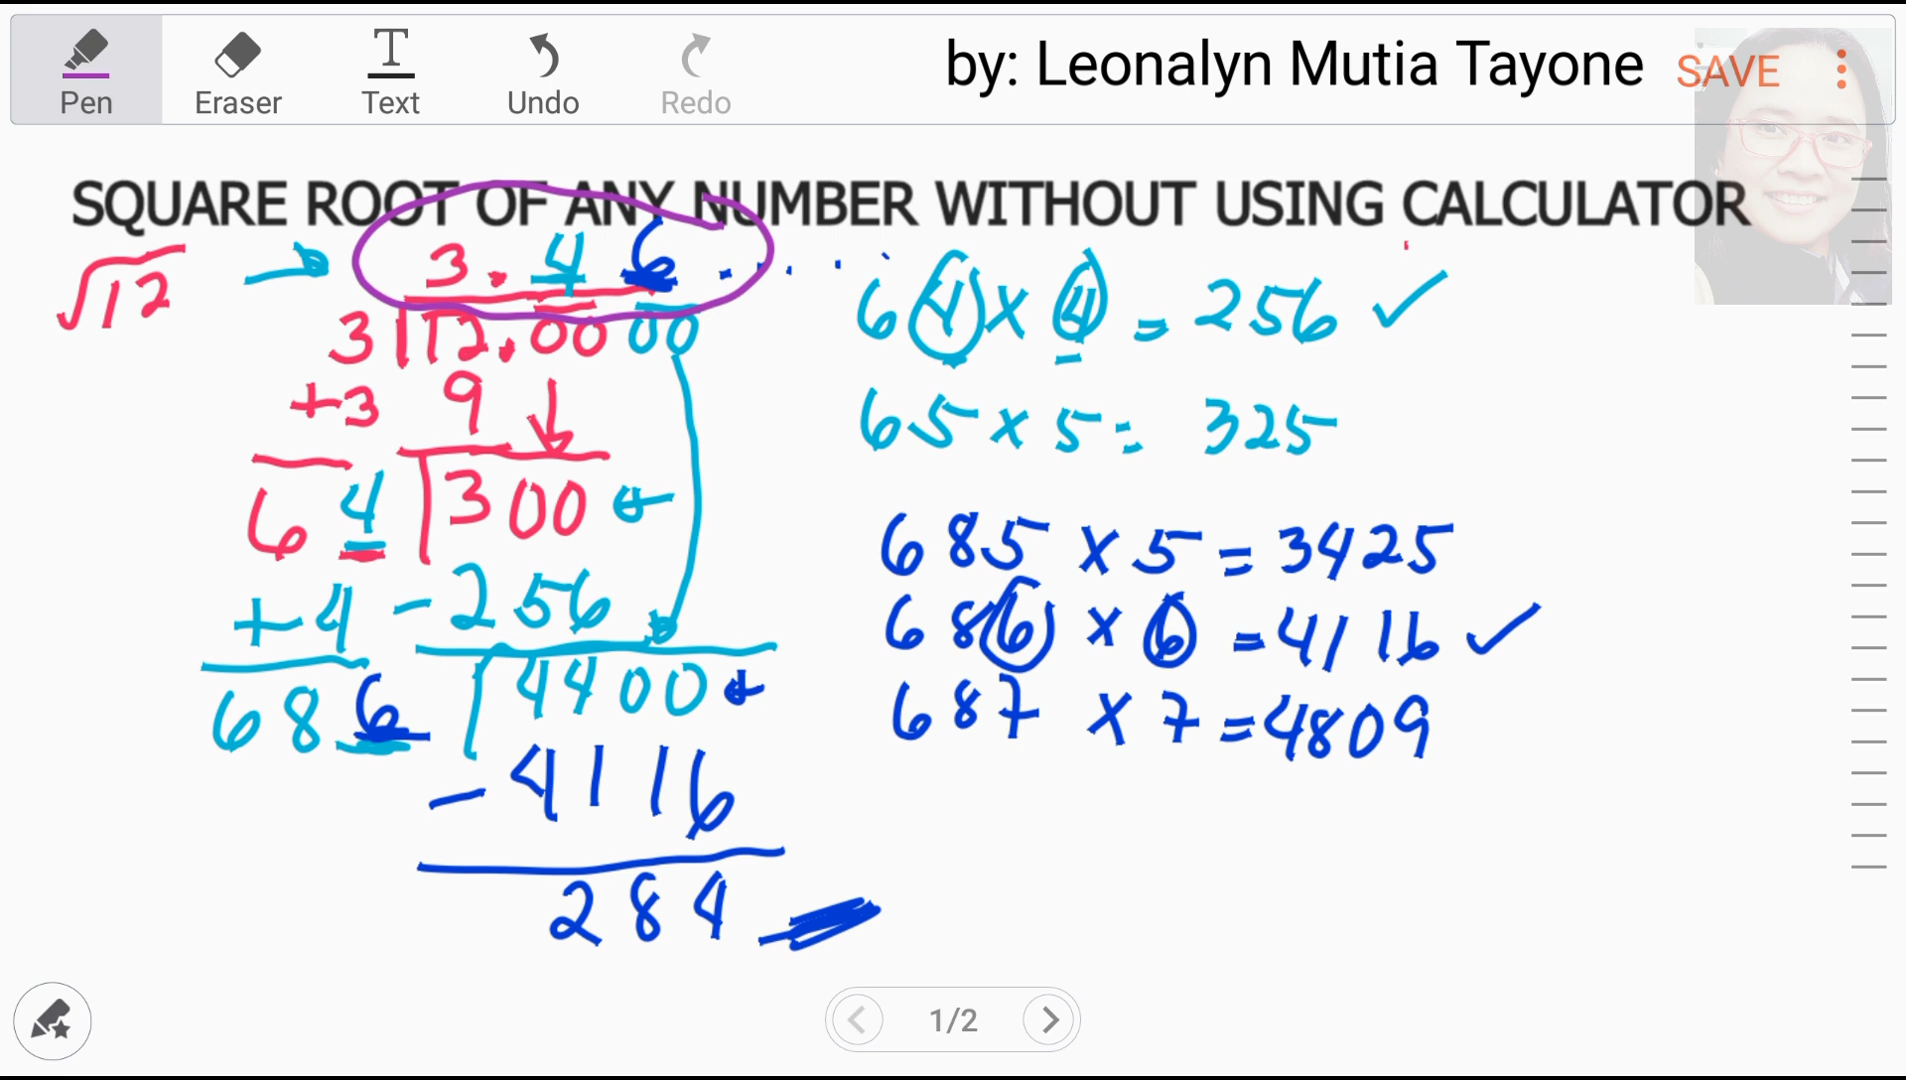 Pen Eraser Text Undo Redo by: Leonalyn Mutia Tayone SAVE
SQUARE ROOT OF ANY NUMBER WITHOUT USING CALCULATOR
√12 → 3.46.....
3 12.0000
+3 9
64 300
+4 -256
686 4400
-4116
284
64 x 4 = 256 ✓
65 x 5 = 325
685 x 5 = 3425
686 x 6 = 4116 ✓
687 x 7 = 4809
1/2